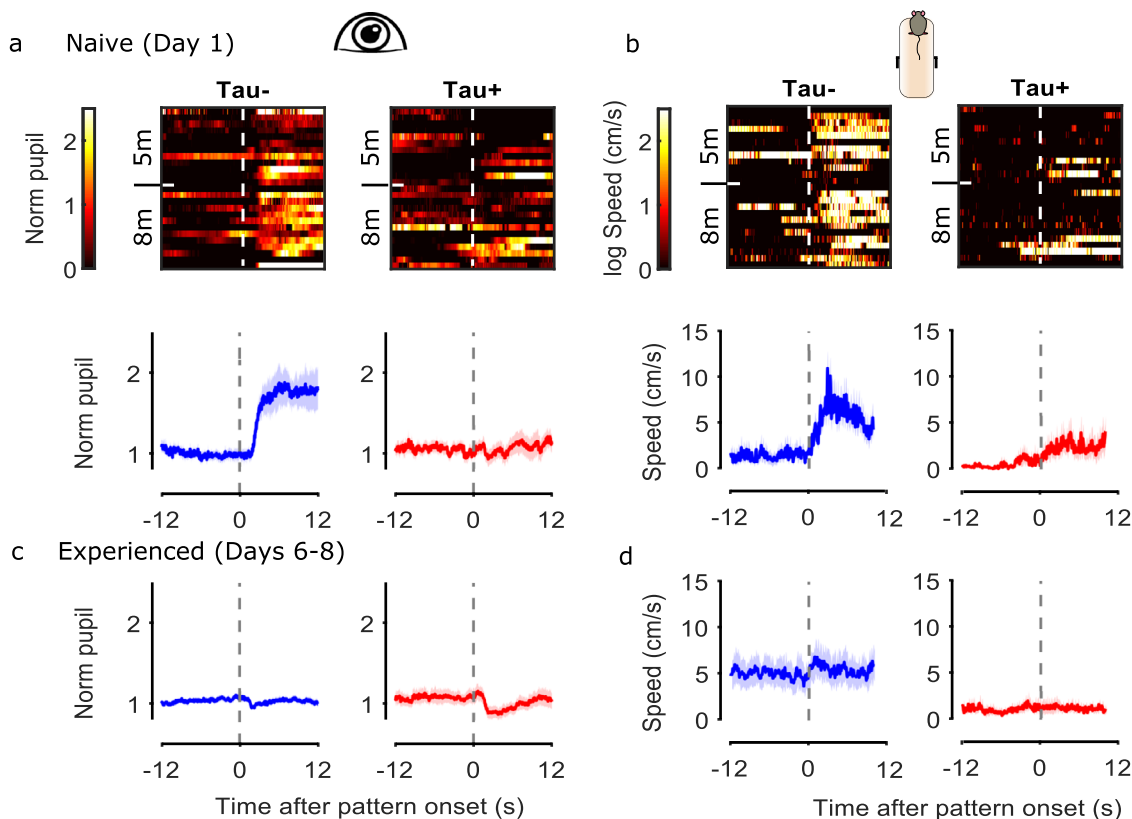 a Naive (Day 1)
b
Tau- Tau+
Tau- Tau+
Norm pupil
2
1
0
5m
8m
5m
8m
log Speed (cm/s)
2
1
0
5m
8m
5m
8m
Norm pupil
2
1
-12 0 12
2
1
-12 0 12
Speed (cm/s)
15
10
5
0
-12 0 12
15
10
5
0
-12 0 12
c Experienced (Days 6-8)
d
Norm pupil
2
1
-12 0 12
2
1
-12 0 12
Time after pattern onset (s)
Speed (cm/s)
15
10
5
0
-12 0 12
15
10
5
0
-12 0 12
Time after pattern onset (s)